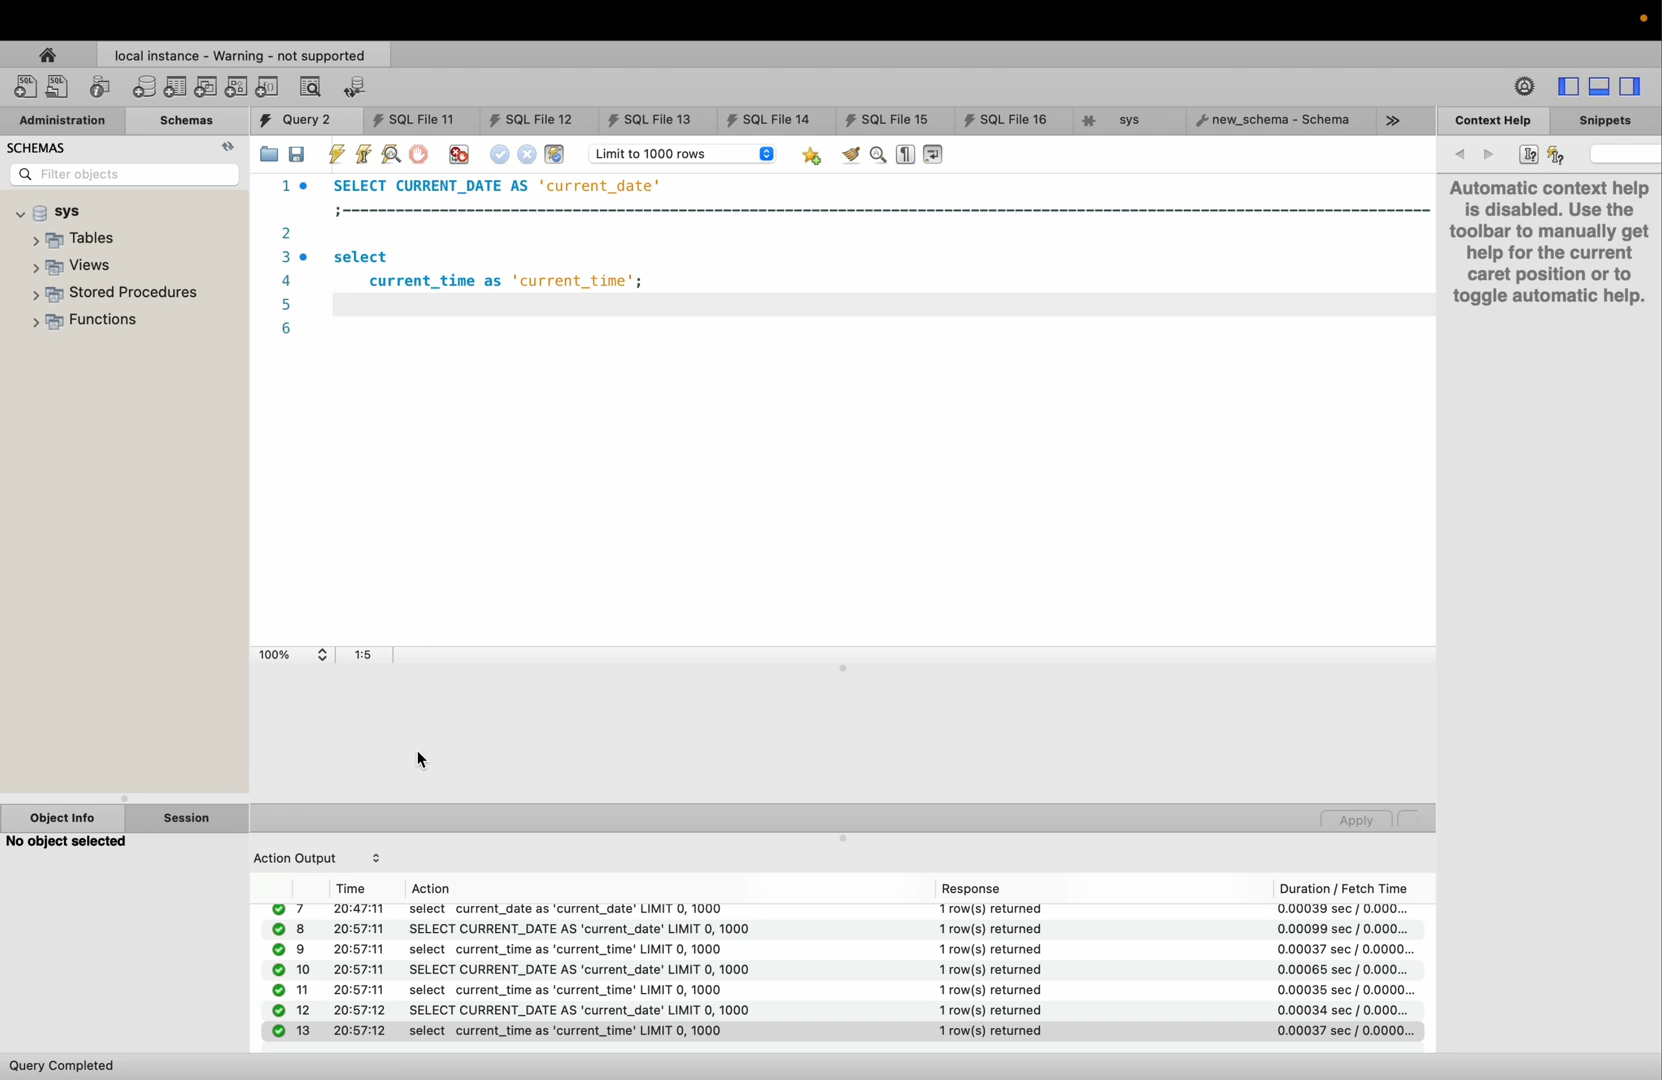 local instance - Warning - not supported
Administration
Schemas
Query 2
SQL File 11
SQL File 12
SQL File 13
SQL File 14
SQL File 15
SQL File 16
sys
new_schema - Schema
Context Help
Snippets
SCHEMAS
Filter objects
sys
Tables
Views
Stored Procedures
Functions
Limit to 1000 rows
1 SELECT CURRENT_DATE AS 'current_date'
;--------------------------------------------------------------------------------------------------------------------------
2
3 select
4 current_time as 'current_time';
5
6
Automatic context help
is disabled. Use the
toolbar to manually get
help for the current
caret position or to
toggle automatic help.
100%
1:5
Object Info
Session
No object selected
Apply
Action Output
Time Action Response Duration / Fetch Time
7 20:47:11 select current_date as 'current_date' LIMIT 0, 1000 1 row(s) returned 0.00039 sec / 0.000...
8 20:57:11 SELECT CURRENT_DATE AS 'current_date' LIMIT 0, 1000 1 row(s) returned 0.00099 sec / 0.000...
9 20:57:11 select current_time as 'current_time' LIMIT 0, 1000 1 row(s) returned 0.00037 sec / 0.0000...
10 20:57:11 SELECT CURRENT_DATE AS 'current_date' LIMIT 0, 1000 1 row(s) returned 0.00065 sec / 0.000...
11 20:57:11 select current_time as 'current_time' LIMIT 0, 1000 1 row(s) returned 0.00035 sec / 0.0000...
12 20:57:12 SELECT CURRENT_DATE AS 'current_date' LIMIT 0, 1000 1 row(s) returned 0.00034 sec / 0.000...
13 20:57:12 select current_time as 'current_time' LIMIT 0, 1000 1 row(s) returned 0.00037 sec / 0.0000...
Query Completed